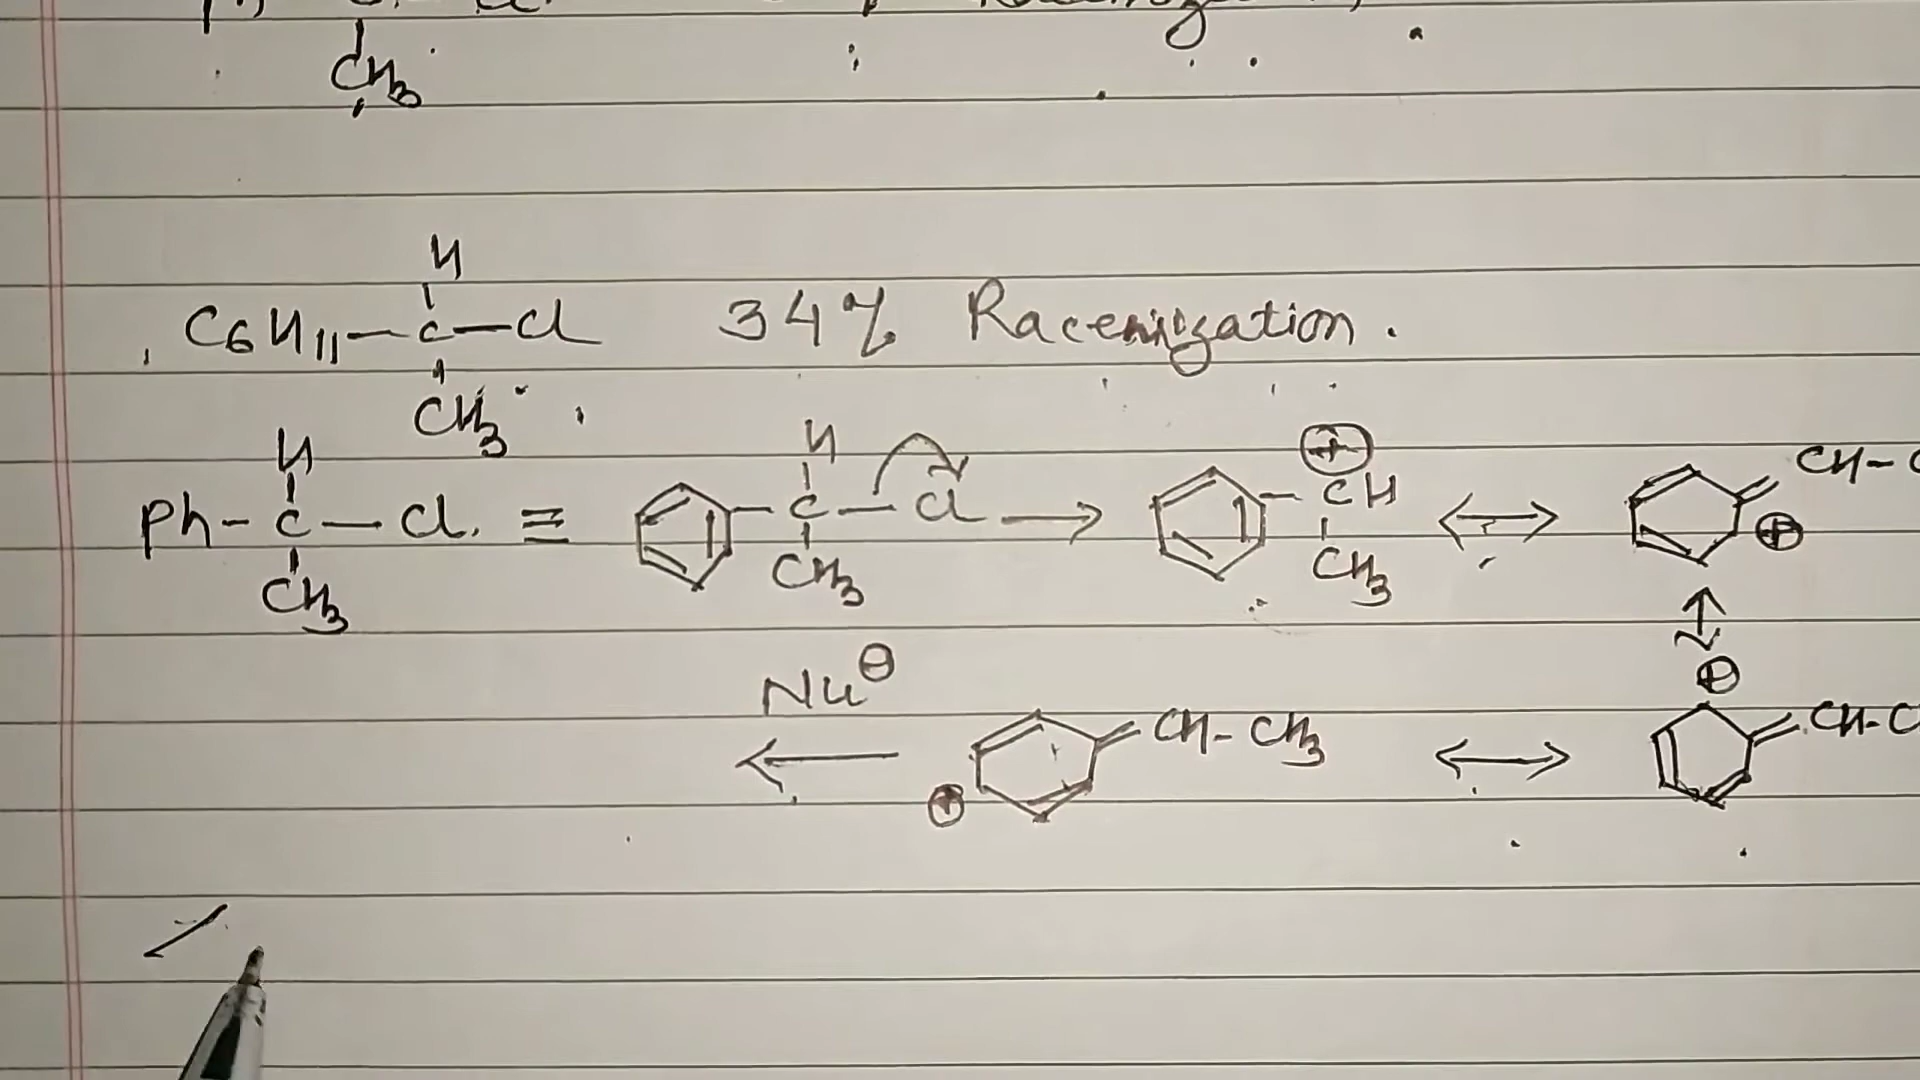 CH3
H
C6H11-C-Cl 34% Racemization.
CH3
H H ⊕ CH-C
Ph-C-Cl. ≡ C-Cl → CH ↔ ⊕
CH3 CH3 CH3
Nu⊖ ⊕
← CH-CH3 ↔ CH-C
⊕